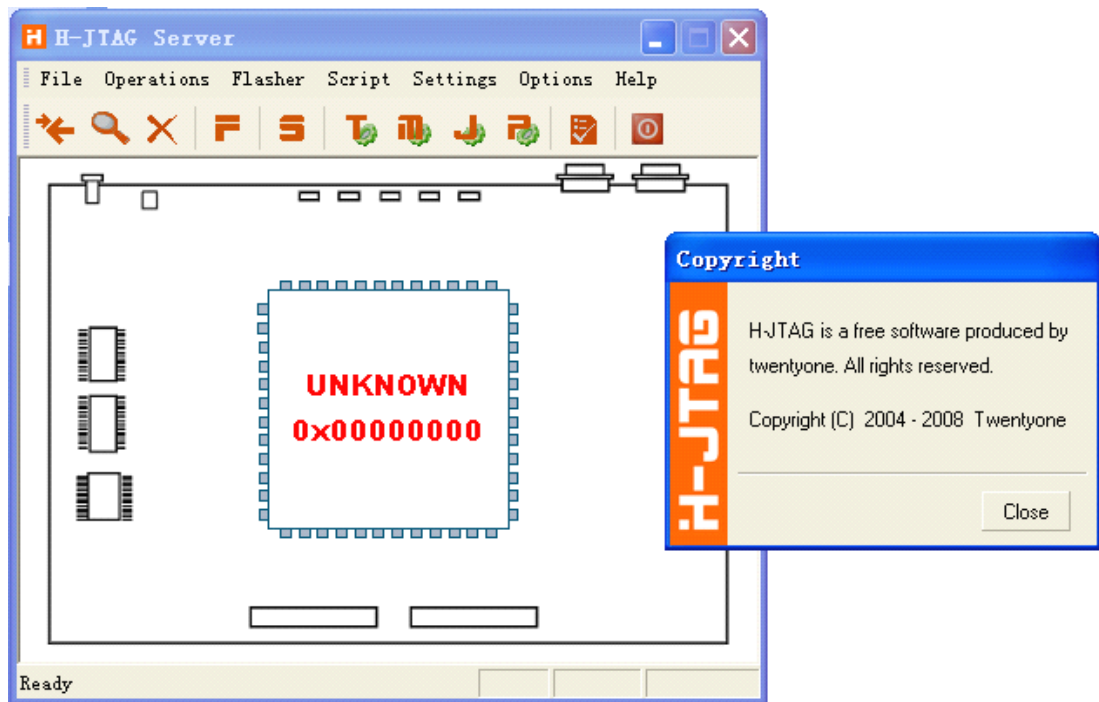 H-JTAG Server
File Operations Flasher Script Settings Options Help
F S T M J P
UNKNOWN
0x00000000
Ready
Copyright
H-JTAG
H-JTAG is a free software produced by
twentyone. All rights reserved.
Copyright (C) 2004 - 2008 Twentyone
Close